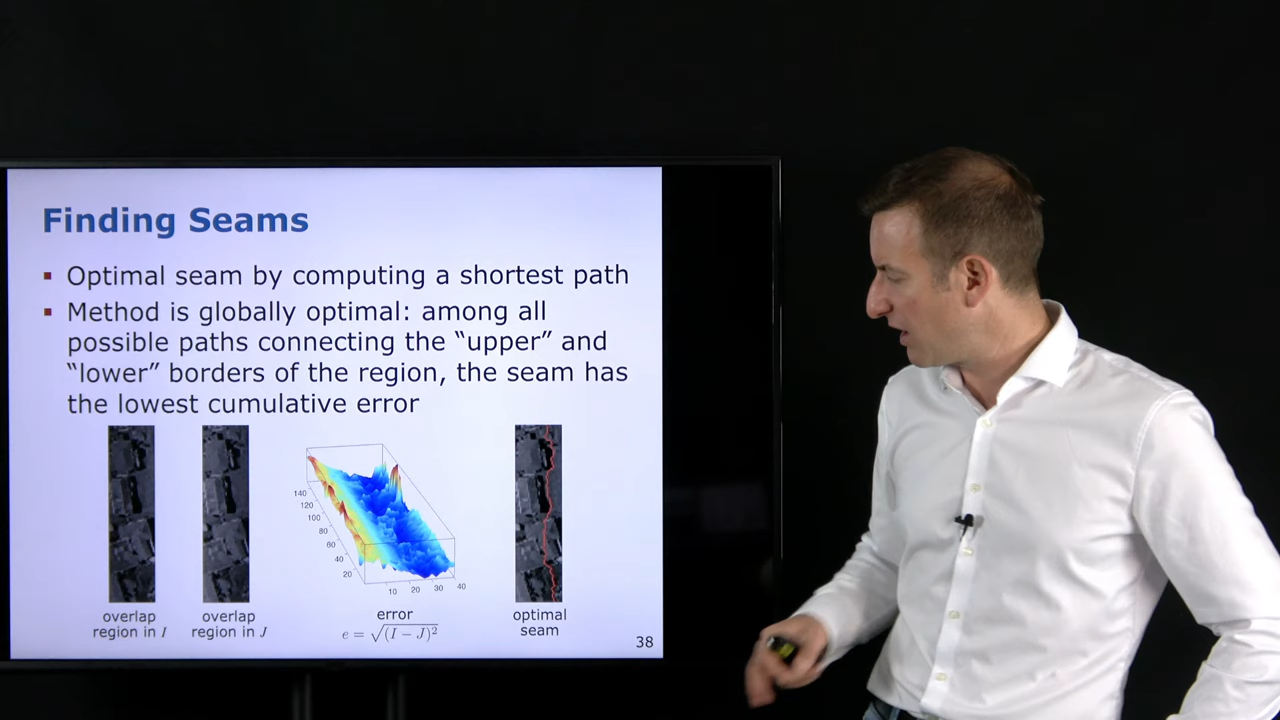 Finding Seams
▪ Optimal seam by computing a shortest path
▪ Method is globally optimal: among all
possible paths connecting the “upper” and
“lower” borders of the region, the seam has
the lowest cumulative error
140
120
100
80
60
40
20
10 20 30 40
overlap
region in I
overlap
region in J
error
e = √(I − J)²
optimal
seam
38